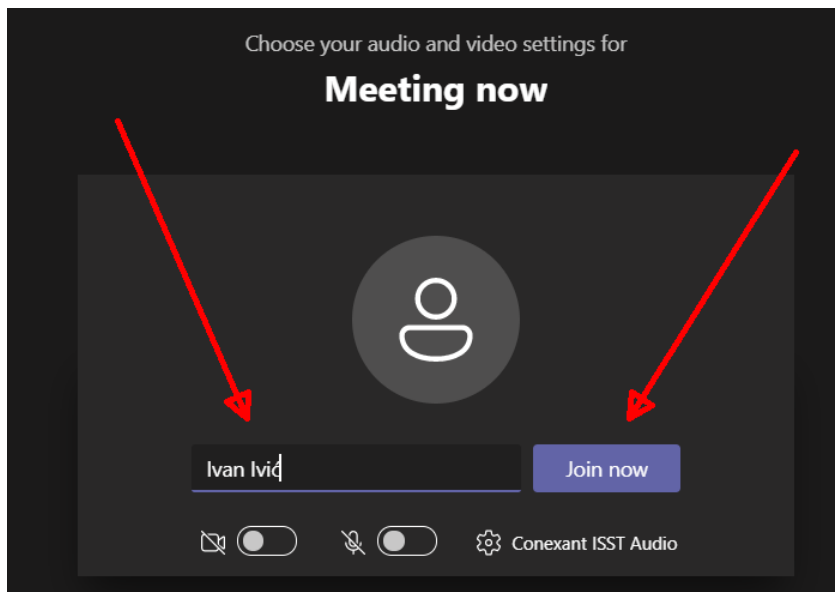 Choose your audio and video settings for
Meeting now
Ivan Ivić
Join now
Conexant ISST Audio